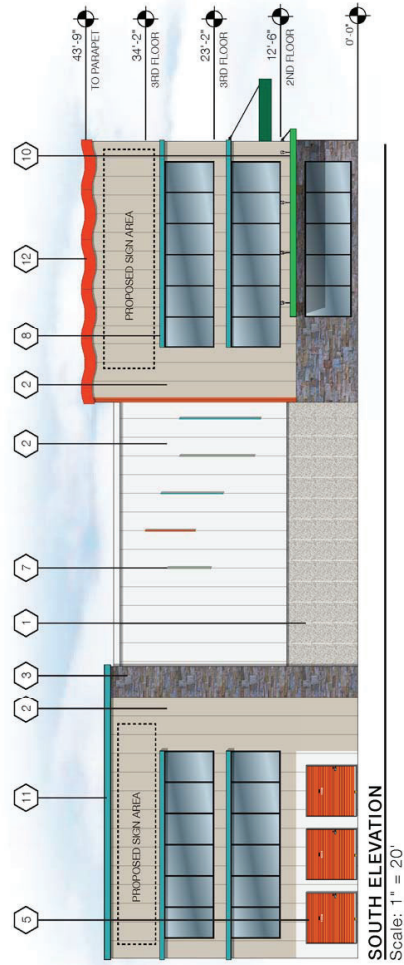 5
11
2
3
1
7
2
2
8
12
10
PROPOSED SIGN AREA
PROPOSED SIGN AREA
43'-9"
TO PARAPET
34'-2"
3RD FLOOR
23'-2"
3RD FLOOR
12'-6"
2ND FLOOR
0'-0"
SOUTH ELEVATION
Scale: 1" = 20'